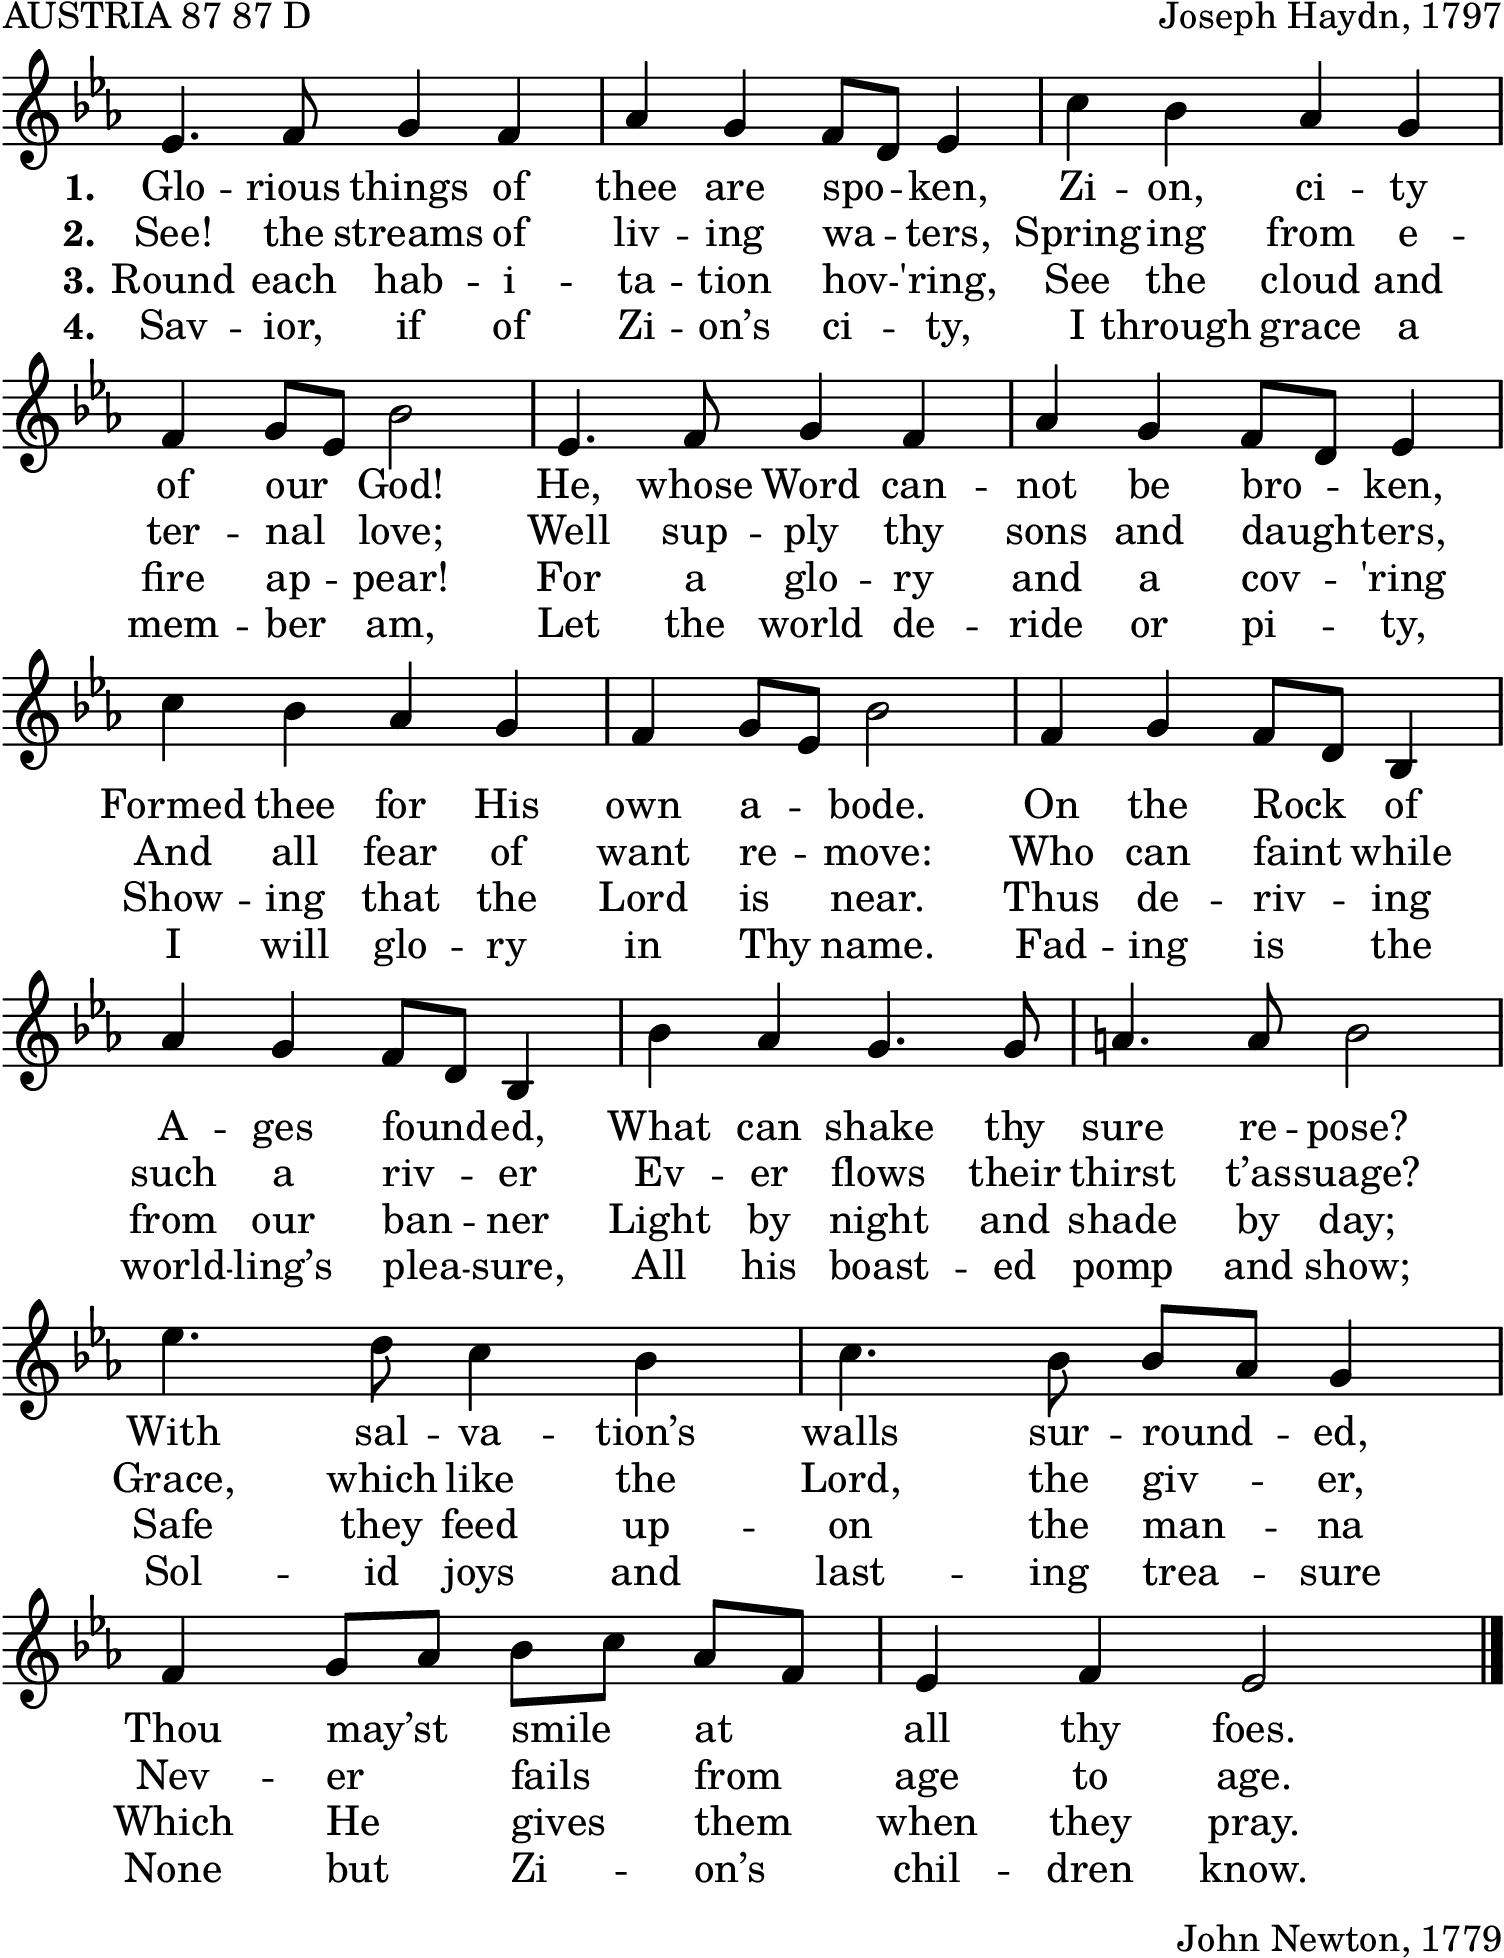 AUSTRIA 87 87 D
Joseph Haydn, 1797
1. Glo - rious things of thee are spo - ken, Zi - on, ci - ty
2. See! the streams of liv - ing wa - ters, Spring - ing from e -
3. Round each hab - i - ta - tion hov - 'ring, See the cloud and
4. Sav - ior, if of Zi - on’s ci - ty, I through grace a
of our God! He, whose Word can - not be bro - ken,
ter - nal love; Well sup - ply thy sons and daughters,
fire ap - pear! For a glo - ry and a cov - 'ring
mem - ber am, Let the world de - ride or pi - ty,
Formed thee for His own a - bode. On the Rock of
And all fear of want re - move: Who can faint while
Show - ing that the Lord is near. Thus de - riv - ing
I will glo - ry in Thy name. Fad - ing is the
A - ges founded, What can shake thy sure re - pose?
such a riv - er Ev - er flows their thirst t’assuage?
from our ban - ner Light by night and shade by day;
world - ling’s plea - sure, All his boast - ed pomp and show;
With sal - va - tion’s walls sur - round - ed,
Grace, which like the Lord, the giv - er,
Safe they feed up - on the man - na
Sol - id joys and last - ing trea - sure
Thou may’st smile at all thy foes.
Nev - er fails from age to age.
Which He gives them when they pray.
None but Zi - on’s chil - dren know.
John Newton, 1779